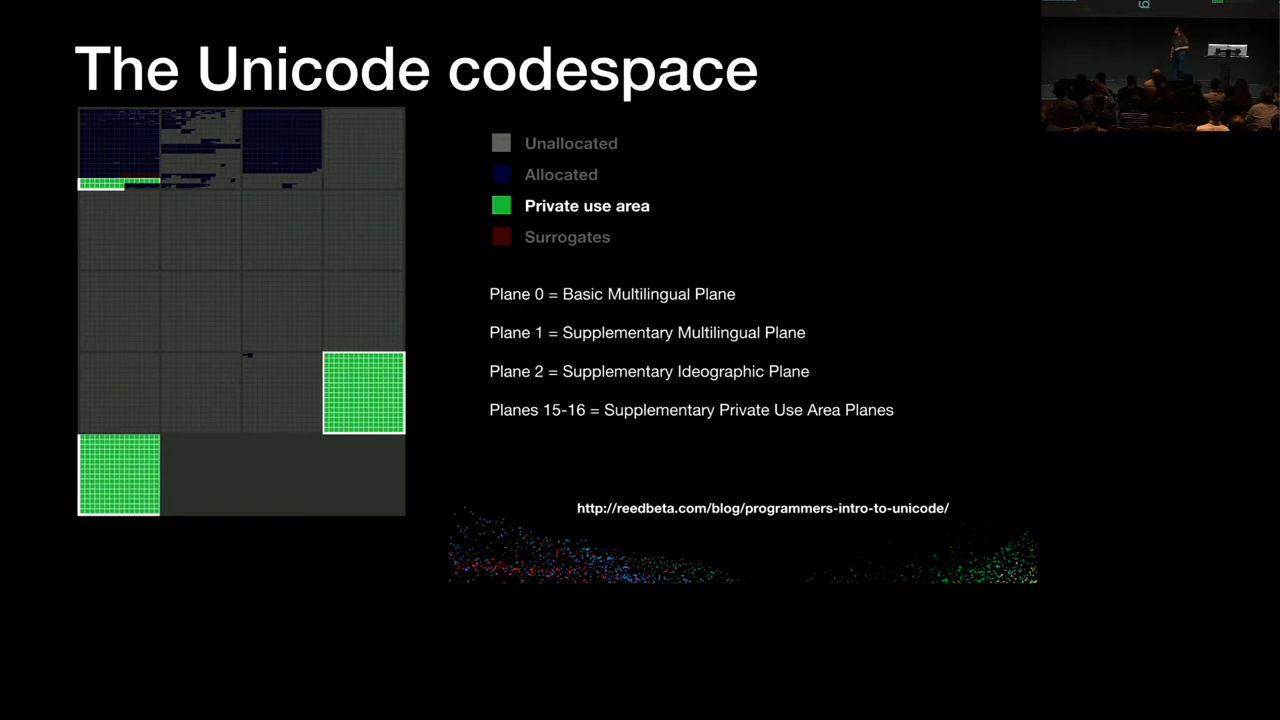 The Unicode codespace
Unallocated
Allocated
Private use area
Surrogates
Plane 0 = Basic Multilingual Plane
Plane 1 = Supplementary Multilingual Plane
Plane 2 = Supplementary Ideographic Plane
Planes 15-16 = Supplementary Private Use Area Planes
http://reedbeta.com/blog/programmers-intro-to-unicode/